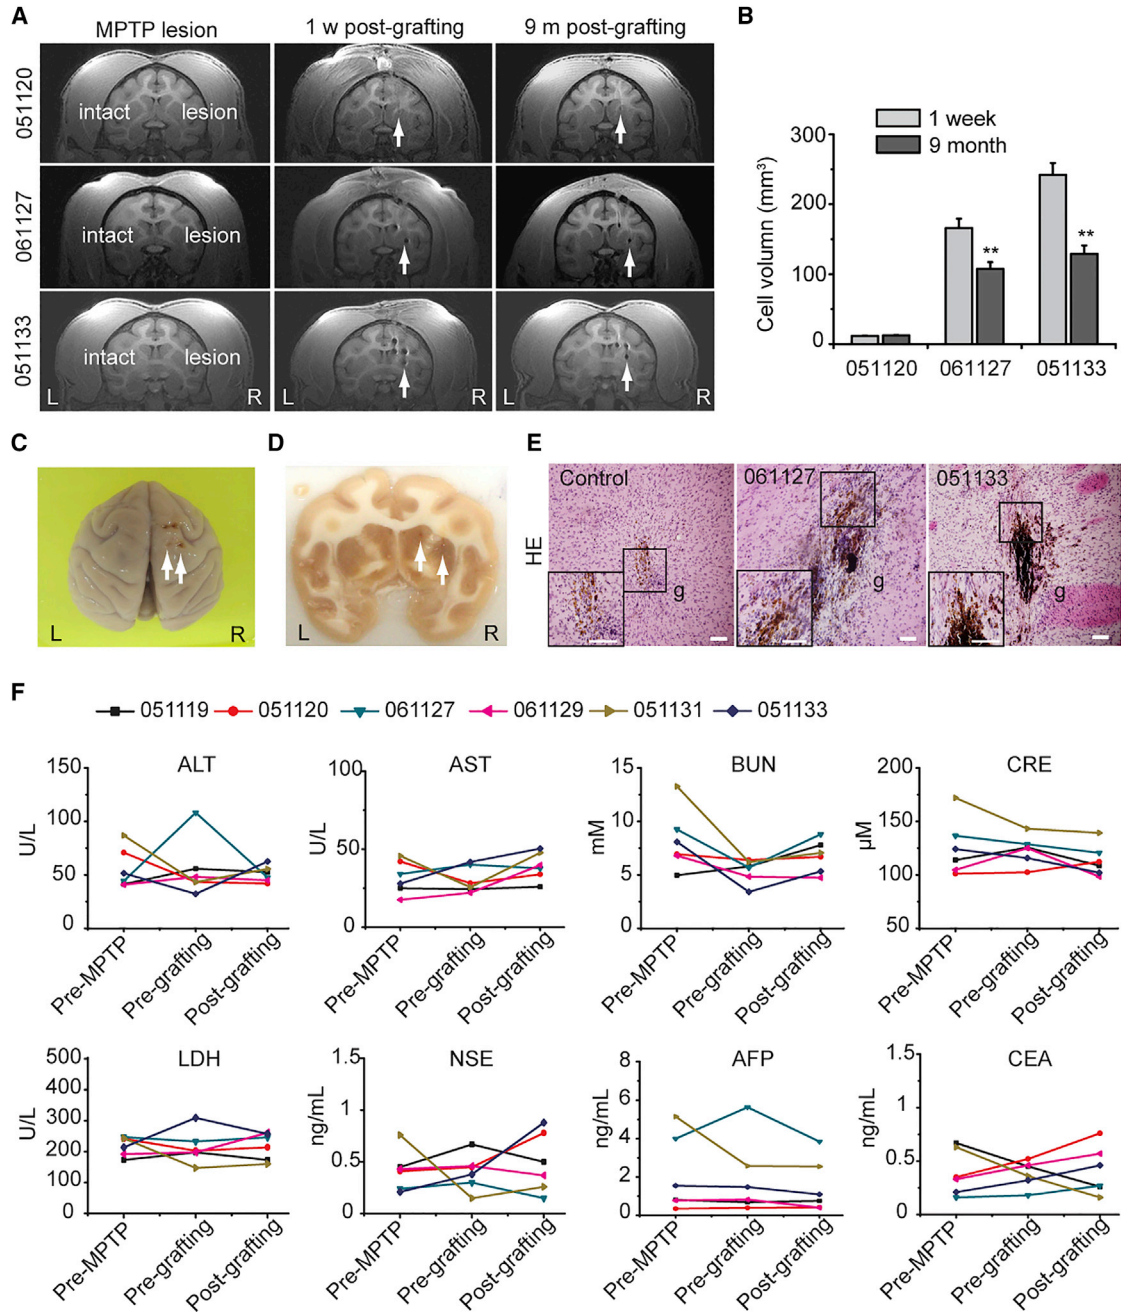 A
MPTP lesion 1 w post-grafting 9 m post-grafting
051120
intact lesion
061127
intact lesion
051133
intact lesion
L R L R L R
B
Cell volumn (mm³)
300
200
100
0
1 week
9 month
**
**
051120 061127 051133
C
L R
D
L R
E
HE
Control
g
061127
g
051133
g
F
051119 051120 061127 061129 051131 051133
ALT
U/L
150
100
50
0
Pre-MPTP
Pre-grafting
Post-grafting
AST
U/L
100
50
0
Pre-MPTP
Pre-grafting
Post-grafting
BUN
mM
15
10
5
0
Pre-MPTP
Pre-grafting
Post-grafting
CRE
µM
200
150
100
50
Pre-MPTP
Pre-grafting
Post-grafting
LDH
U/L
500
400
300
200
100
0
Pre-MPTP
Pre-grafting
Post-grafting
NSE
ng/mL
1.5
1
0.5
0
Pre-MPTP
Pre-grafting
Post-grafting
AFP
ng/mL
8
6
4
2
0
Pre-MPTP
Pre-grafting
Post-grafting
CEA
ng/mL
1.5
1
0.5
0
Pre-MPTP
Pre-grafting
Post-grafting